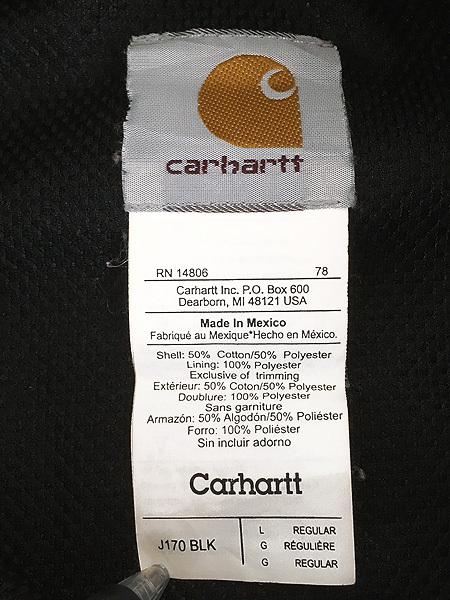 carhartt
RN 14806 78
Carhartt Inc. P.O. Box 600
Dearborn, MI 48121 USA
Made In Mexico
Fabriqué au Mexique*Hecho en México.
Shell: 50% Cotton/50% Polyester
Lining: 100% Polyester
Exclusive of trimming
Extérieur: 50% Coton/50% Polyester
Doublure: 100% Polyester
Sans garniture
Armazón: 50% Algodón/50% Poliéster
Forro: 100% Poliéster
Sin incluir adorno
Carhartt
J170 BLK
L REGULAR
G RÉGULIÈRE
G REGULAR